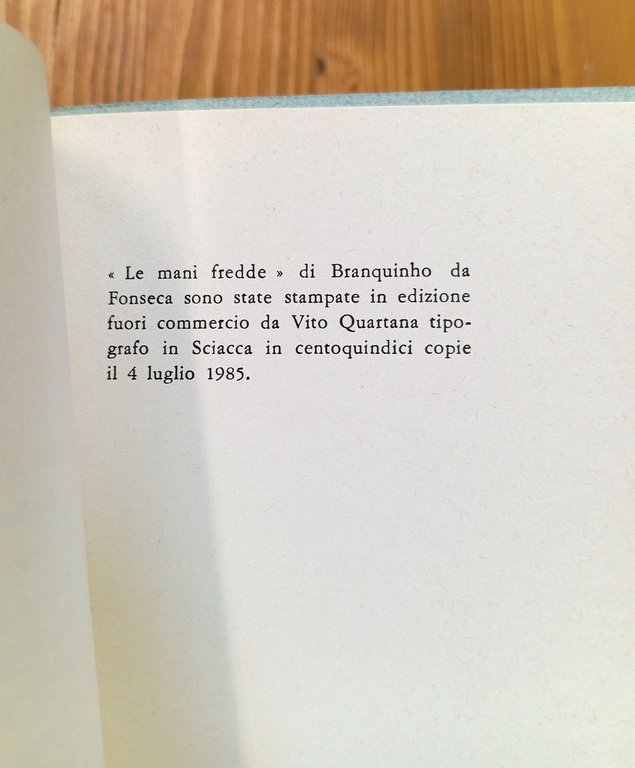 « Le mani fredde » di Branquinho da
Fonseca sono state stampate in edizione
fuori commercio da Vito Quartana tipo-
grafo in Sciacca in centoquindici copie
il 4 luglio 1985.